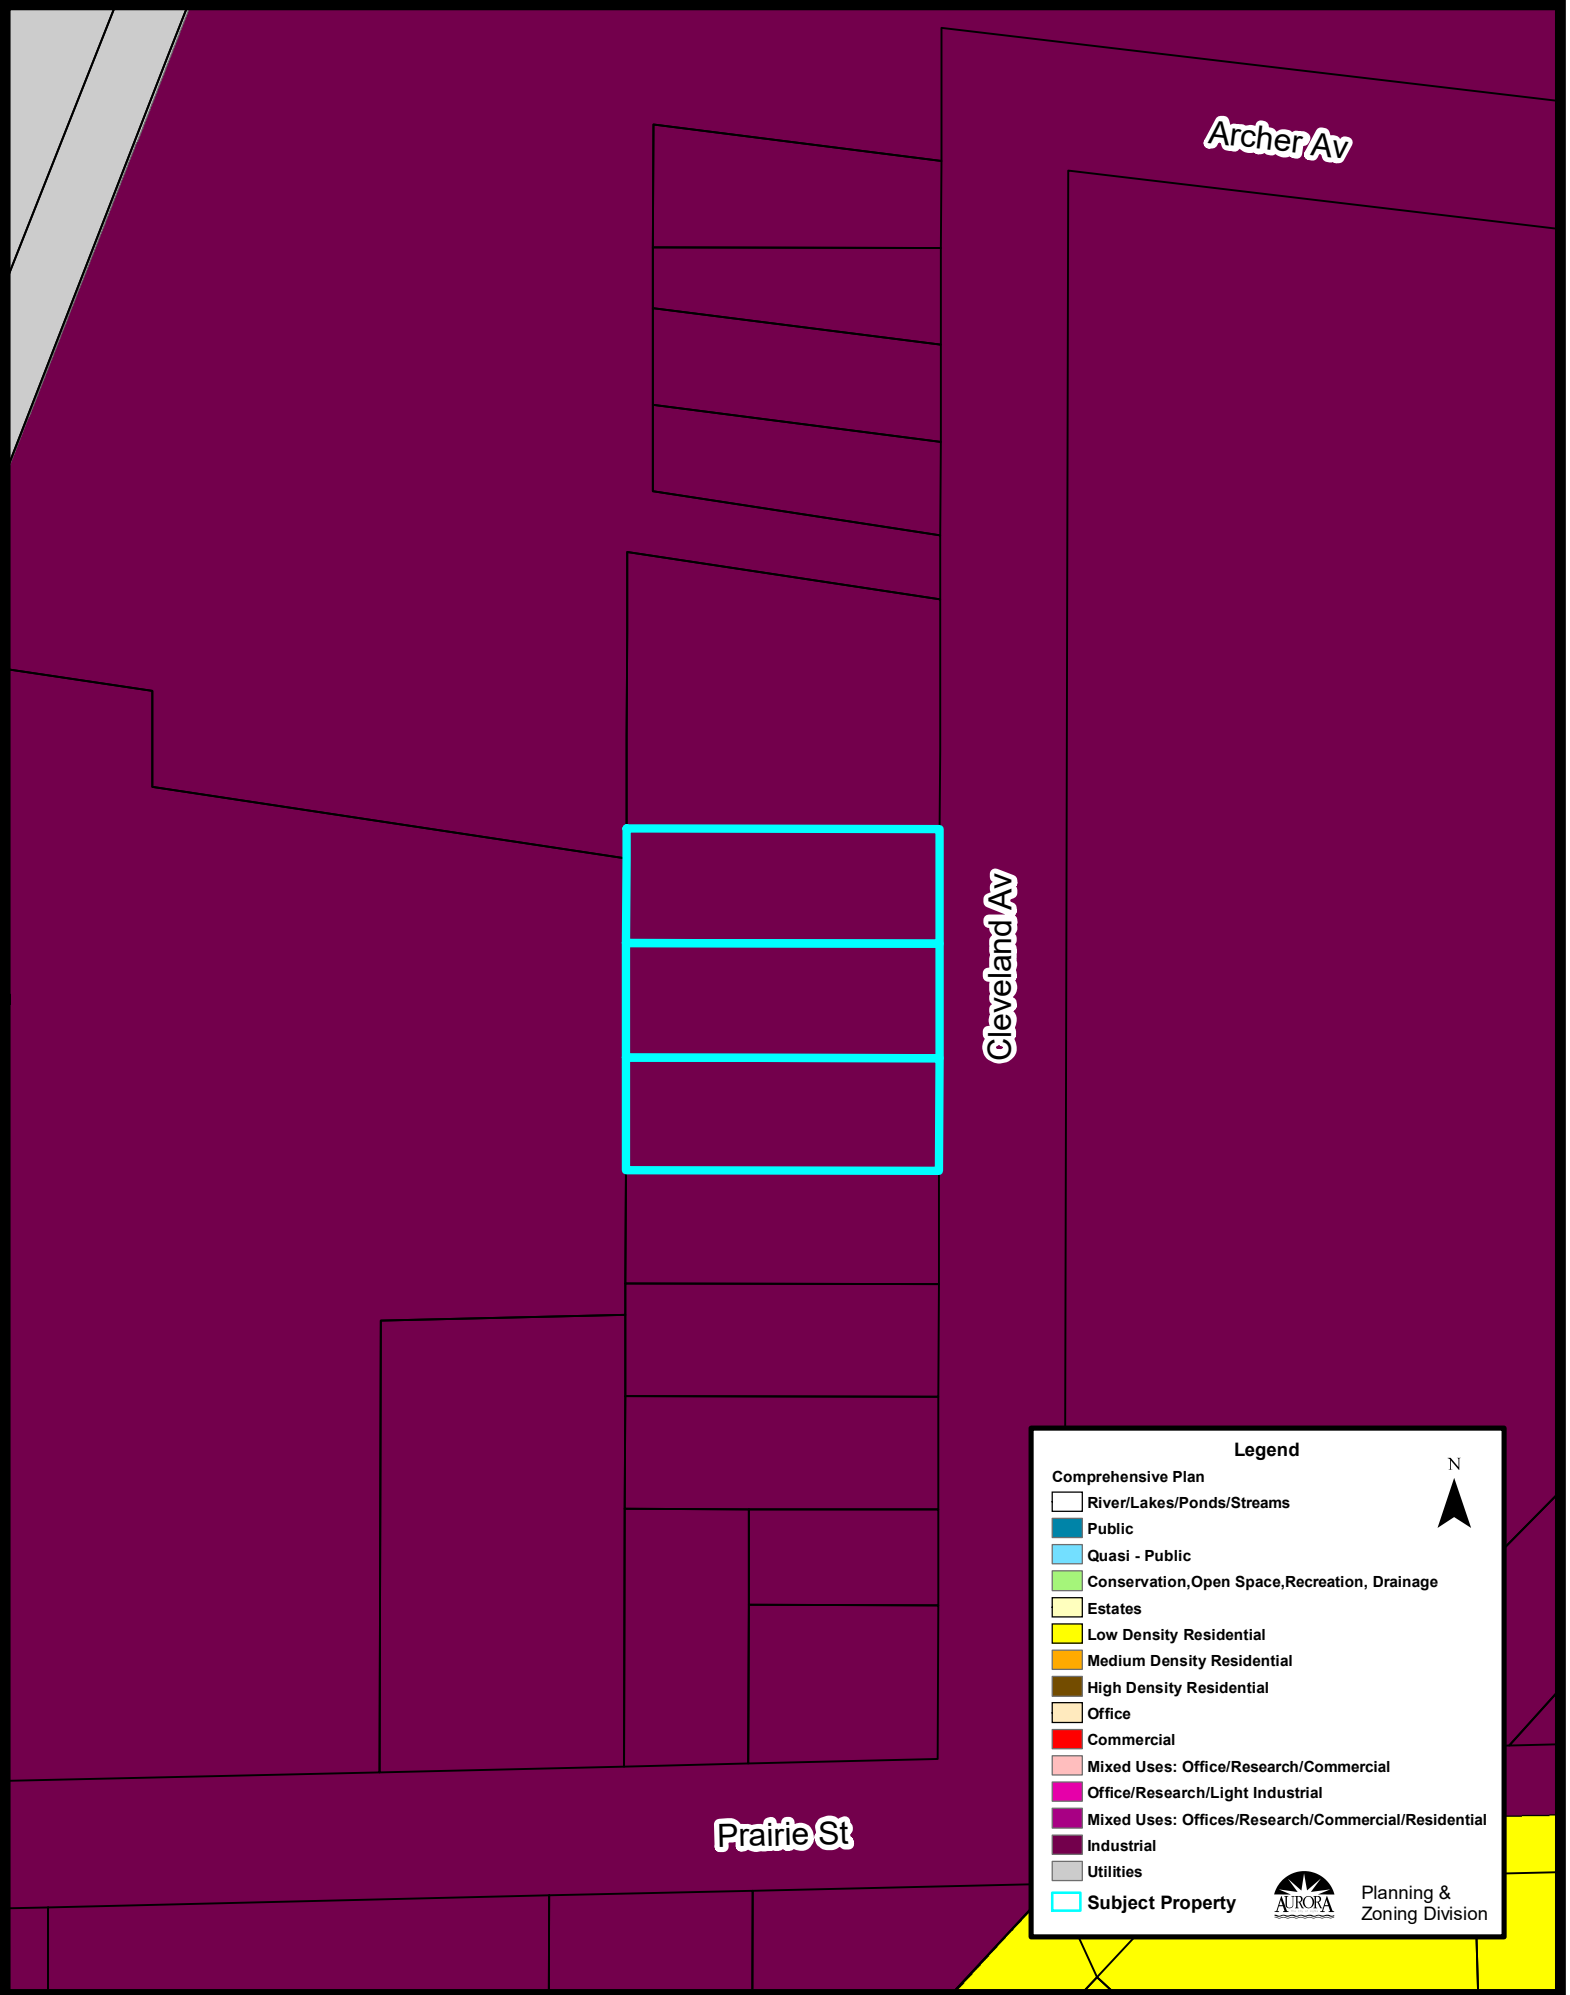 Archer Av
Cleveland Av
Prairie St
Legend
N
Comprehensive Plan
River/Lakes/Ponds/Streams
Public
Quasi - Public
Conservation,Open Space,Recreation, Drainage
Estates
Low Density Residential
Medium Density Residential
High Density Residential
Office
Commercial
Mixed Uses: Office/Research/Commercial
Office/Research/Light Industrial
Mixed Uses: Offices/Research/Commercial/Residential
Industrial
Utilities
Subject Property
AURORA
Planning &
Zoning Division